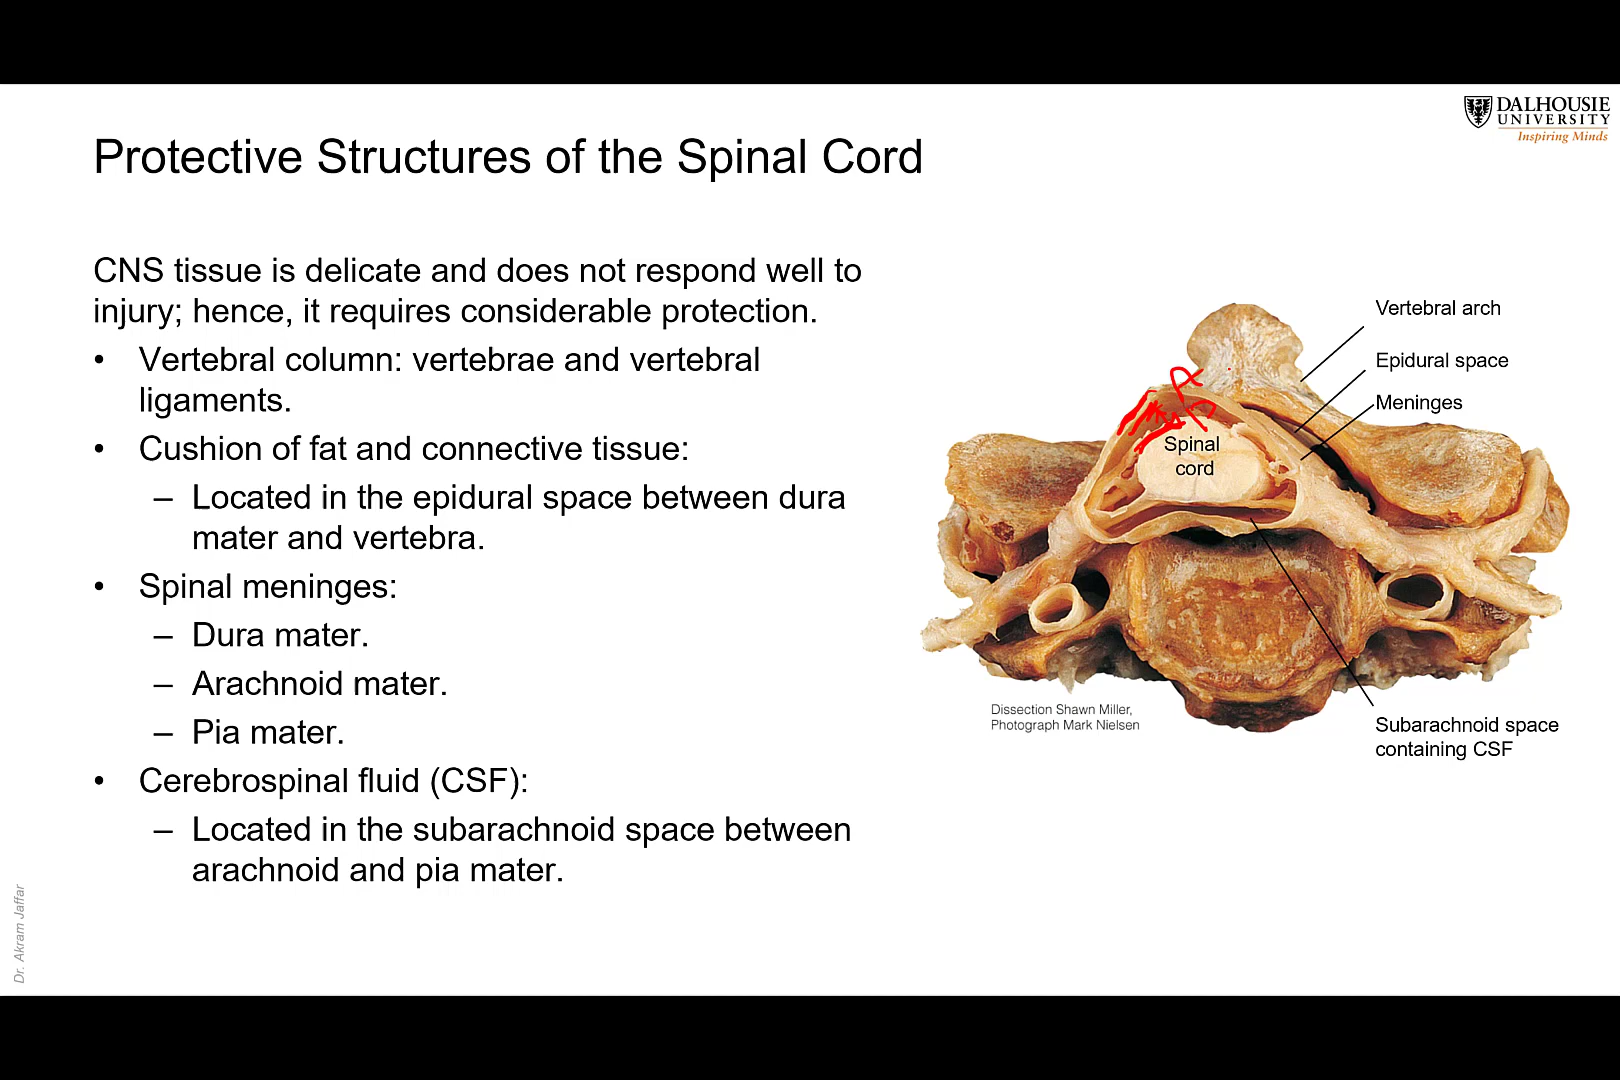 DALHOUSIE
UNIVERSITY
Inspiring Minds
Protective Structures of the Spinal Cord
CNS tissue is delicate and does not respond well to
injury; hence, it requires considerable protection.
• Vertebral column: vertebrae and vertebral
ligaments.
• Cushion of fat and connective tissue:
– Located in the epidural space between dura
mater and vertebra.
• Spinal meninges:
– Dura mater.
– Arachnoid mater.
– Pia mater.
• Cerebrospinal fluid (CSF):
– Located in the subarachnoid space between
arachnoid and pia mater.
Vertebral arch
Epidural space
Meninges
Spinal
cord
Dissection Shawn Miller,
Photograph Mark Nielsen
Subarachnoid space
containing CSF
Dr. Akram Jaffar